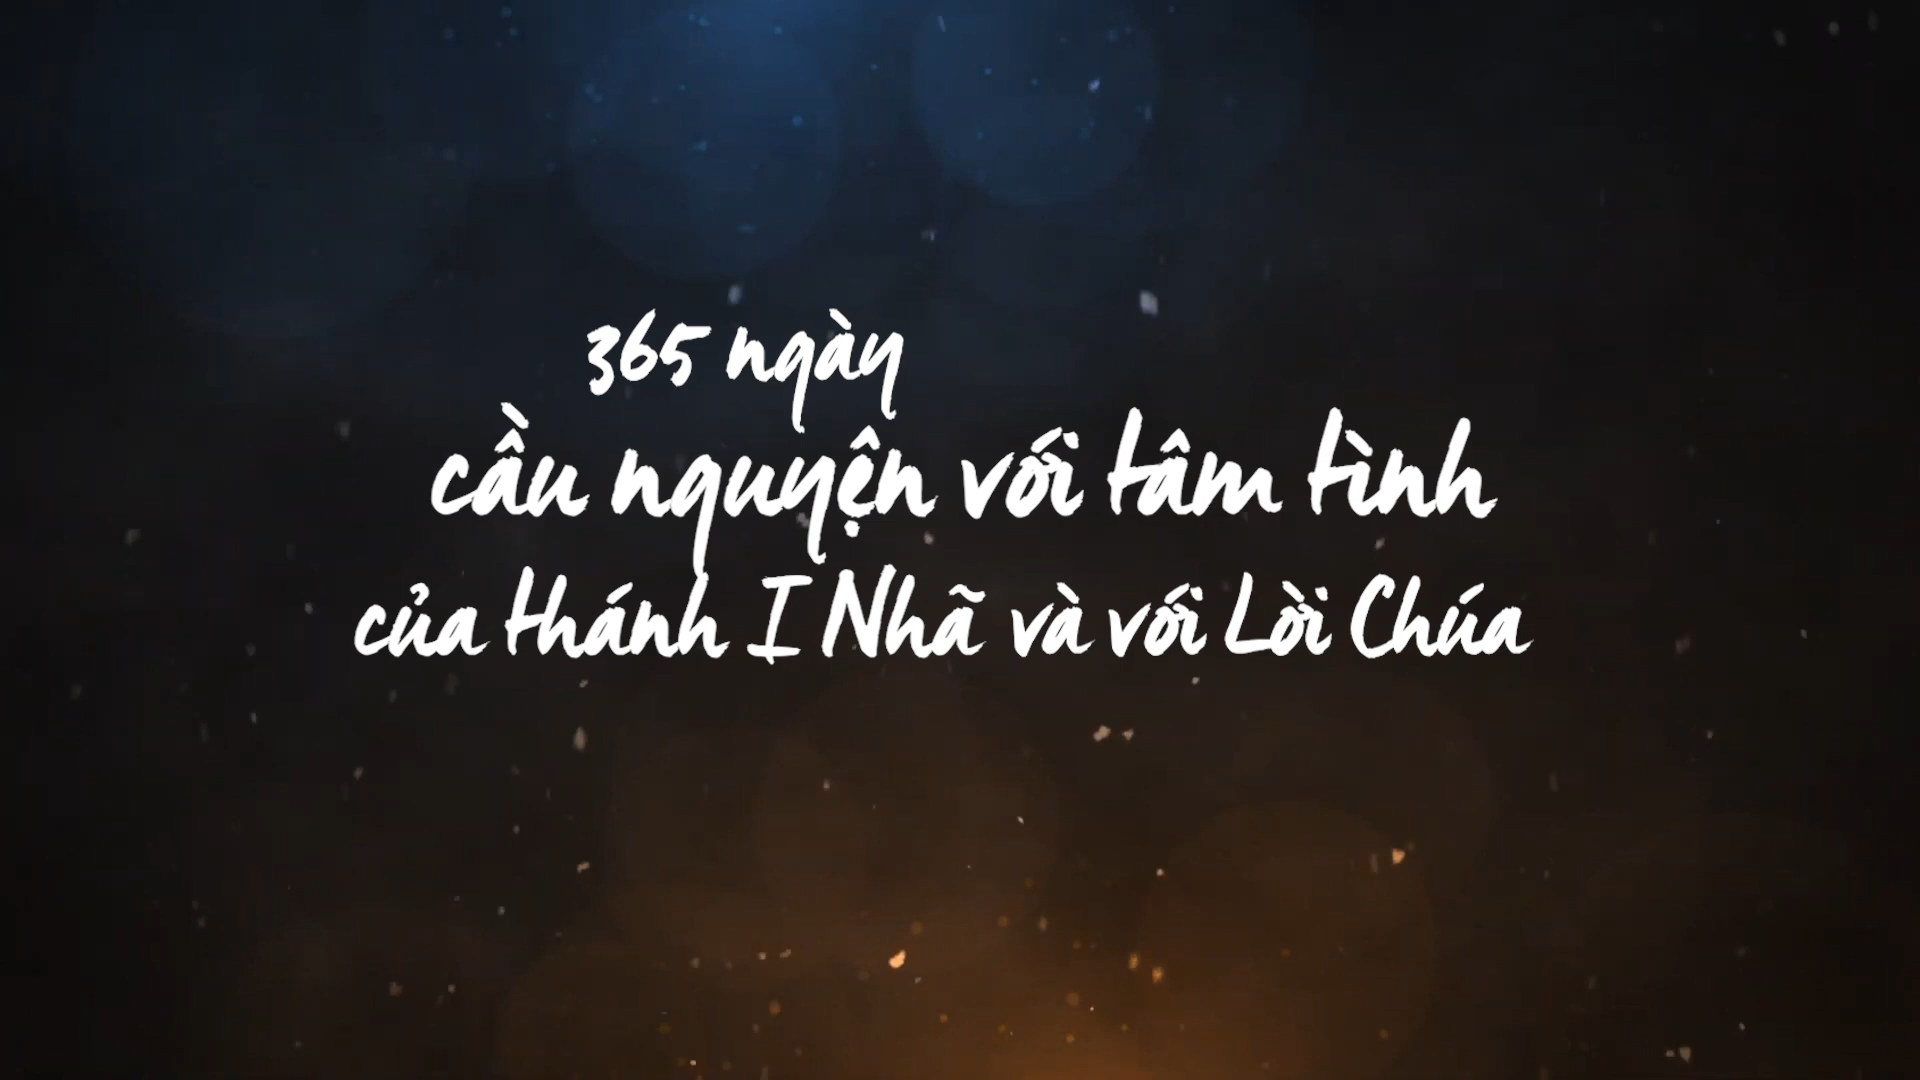 365 ngày
cầu nguyện với tâm tình
của thánh I Nhã và với Lời Chúa